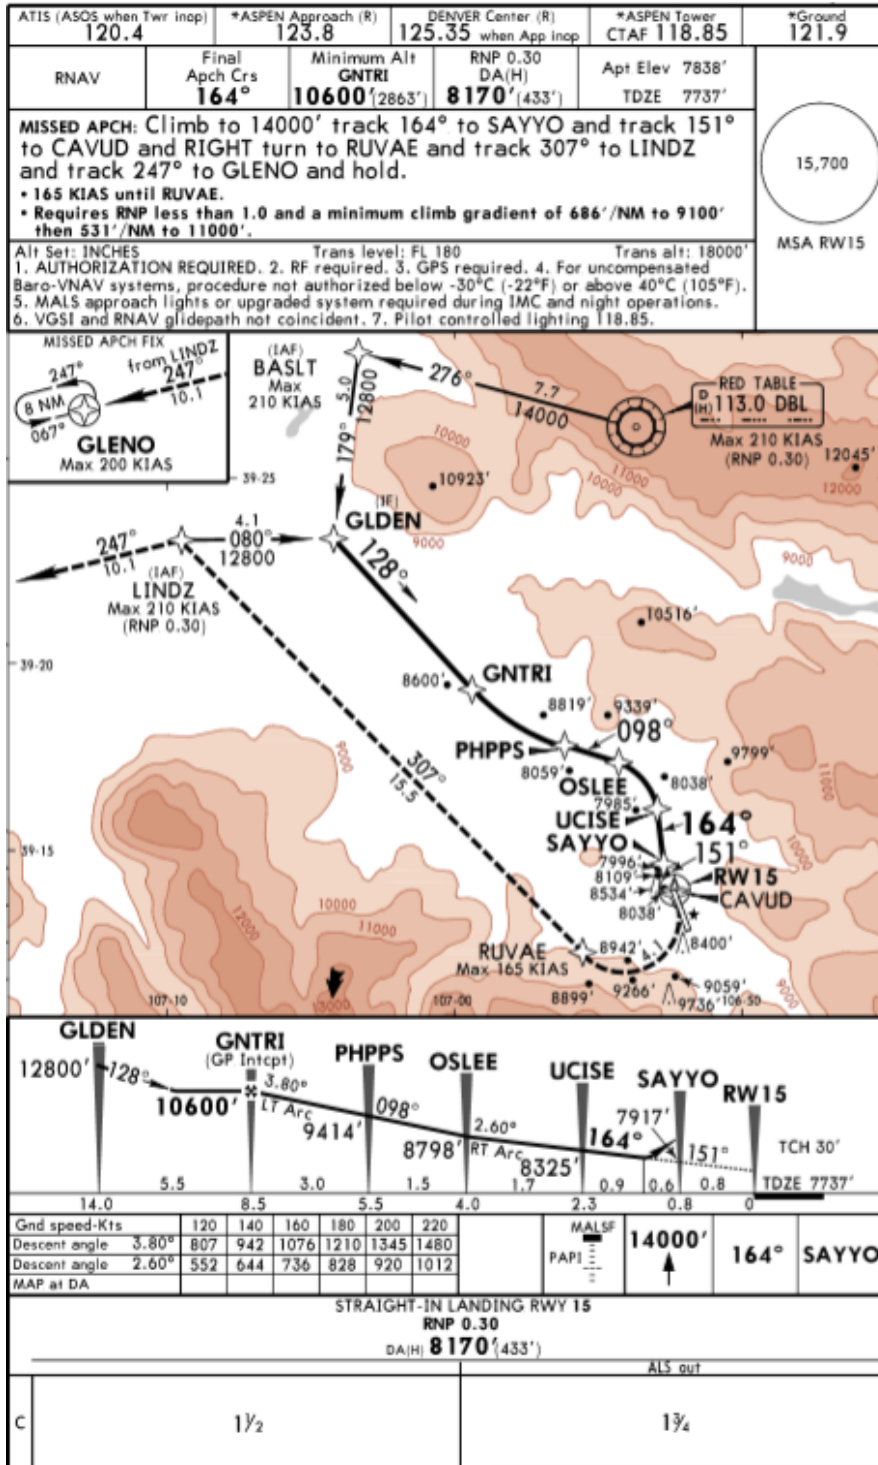 ATIS (ASOS when Twr inop) *ASPEN Approach (R) DENVER Center (R) *ASPEN Tower *Ground
120.4 123.8 125.35 when App inop CTAF 118.85 121.9
RNAV Final Apch Crs 164° Minimum Alt GNTRI 10600' (2863') RNP 0.30 DA(H) 8170' (433') Apt Elev 7838' TDZE 7737'
MISSED APCH: Climb to 14000' track 164° to SAYYO and track 151°
to CAVUD and RIGHT turn to RUVAE and track 307° to LINDZ
and track 247° to GLENO and hold.
• 165 KIAS until RUVAE.
• Requires RNP less than 1.0 and a minimum climb gradient of 686'/NM to 9100'
then 531'/NM to 11000'.
15,700
MSA RW15
Alt Set: INCHES Trans level: FL 180 Trans alt: 18000'
1. AUTHORIZATION REQUIRED. 2. RF required. 3. GPS required. 4. For uncompensated
Baro-VNAV systems, procedure not authorized below -30°C (-22°F) or above 40°C (105°F).
5. MALS approach lights or upgraded system required during IMC and night operations.
6. VGSI and RNAV glidepath not coincident. 7. Pilot controlled lighting 118.85.
MISSED APCH FIX
from LINDZ
247°
247°
10.1
8 NM
067°
GLENO
Max 200 KIAS
(IAF)
BASLT
Max
210 KIAS
5.0
12800
179°
276°
7.7
14000
RED TABLE
D
(H) 113.0 DBL
Max 210 KIAS
(RNP 0.30)
12045'
10000
11000
12000
39-25
10923'
9000
(IF)
GLDEN
4.1
080°
12800
247°
10.1
(IAF)
LINDZ
Max 210 KIAS
(RNP 0.30)
128°
9000
10516'
39-20
8600'
GNTRI
8819'
9339'
098°
PHPPS
8059'
OSLEE
8038'
9799'
11000
9000
307°
15.5
7985'
UCISE
164°
SAYYO
151°
7996'
8109'
8534'
8038'
RW15
CAVUD
10000
39-15
12000
10000
11000
13000
RUVAE
Max 165 KIAS
8942'
4.1
8400'
8899'
9266'
9059'
9736'
9000
107-10
107-00
106-50
GLDEN
12800'
128°
GNTRI
(GP Intcpt)
10600'
3.80°
LT Arc
PHPPS
9414'
098°
OSLEE
8798'
2.60°
RT Arc
UCISE
8325'
164°
SAYYO
7917'
151°
RW15
TCH 30'
TDZE 7737'
5.5 3.0 1.5 1.7 0.9 0.6 0.8
14.0 8.5 5.5 4.0 2.3 0.8 0
Gnd speed-Kts 120 140 160 180 200 220
Descent angle 3.80° 807 942 1076 1210 1345 1480
Descent angle 2.60° 552 644 736 828 920 1012
MAP at DA
MALSF
PAPI
14000'
164°
SAYYO
STRAIGHT-IN LANDING RWY 15
RNP 0.30
DA(H) 8170' (433')
ALS out
C 1½ 1¾